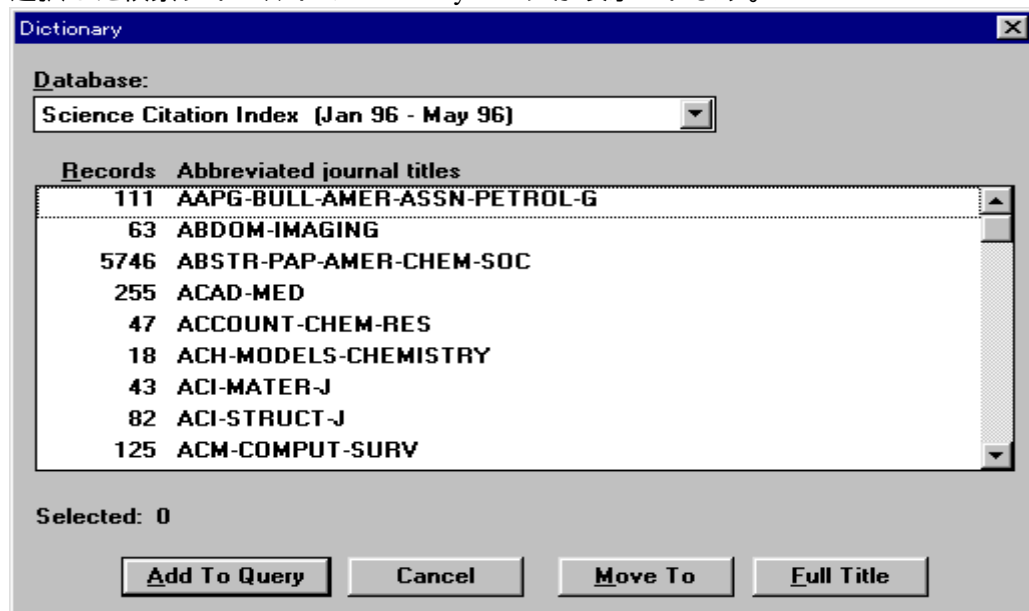 Dictionary
Database:
Science Citation Index (Jan 96 - May 96)
Records Abbreviated journal titles
111 AAPG-BULL-AMER-ASSN-PETROL-G
63 ABDOM-IMAGING
5746 ABSTR-PAP-AMER-CHEM-SOC
255 ACAD-MED
47 ACCOUNT-CHEM-RES
18 ACH-MODELS-CHEMISTRY
43 ACI-MATER-J
82 ACI-STRUCT-J
125 ACM-COMPUT-SURV
Selected: 0
Add To Query Cancel Move To Full Title